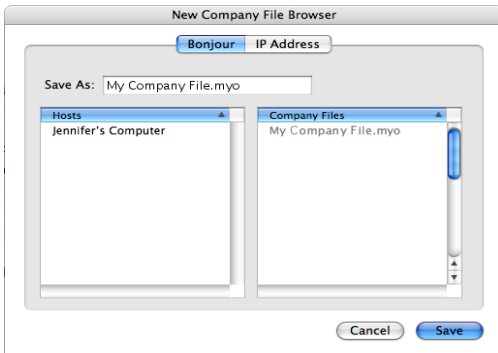 New Company File Browser
Bonjour IP Address
Save As: My Company File.myo
Hosts Company Files
Jennifer's Computer My Company File.myo
Cancel Save